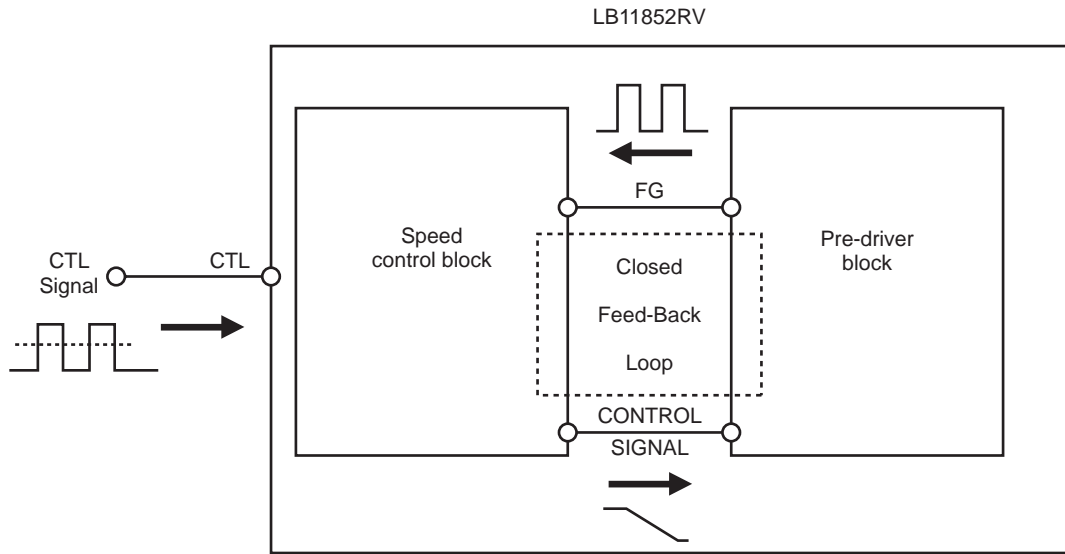 LB11852RV
FG
Speed
control block
Pre-driver
block
CTL
Signal
CTL
Closed
Feed-Back
Loop
CONTROL
SIGNAL